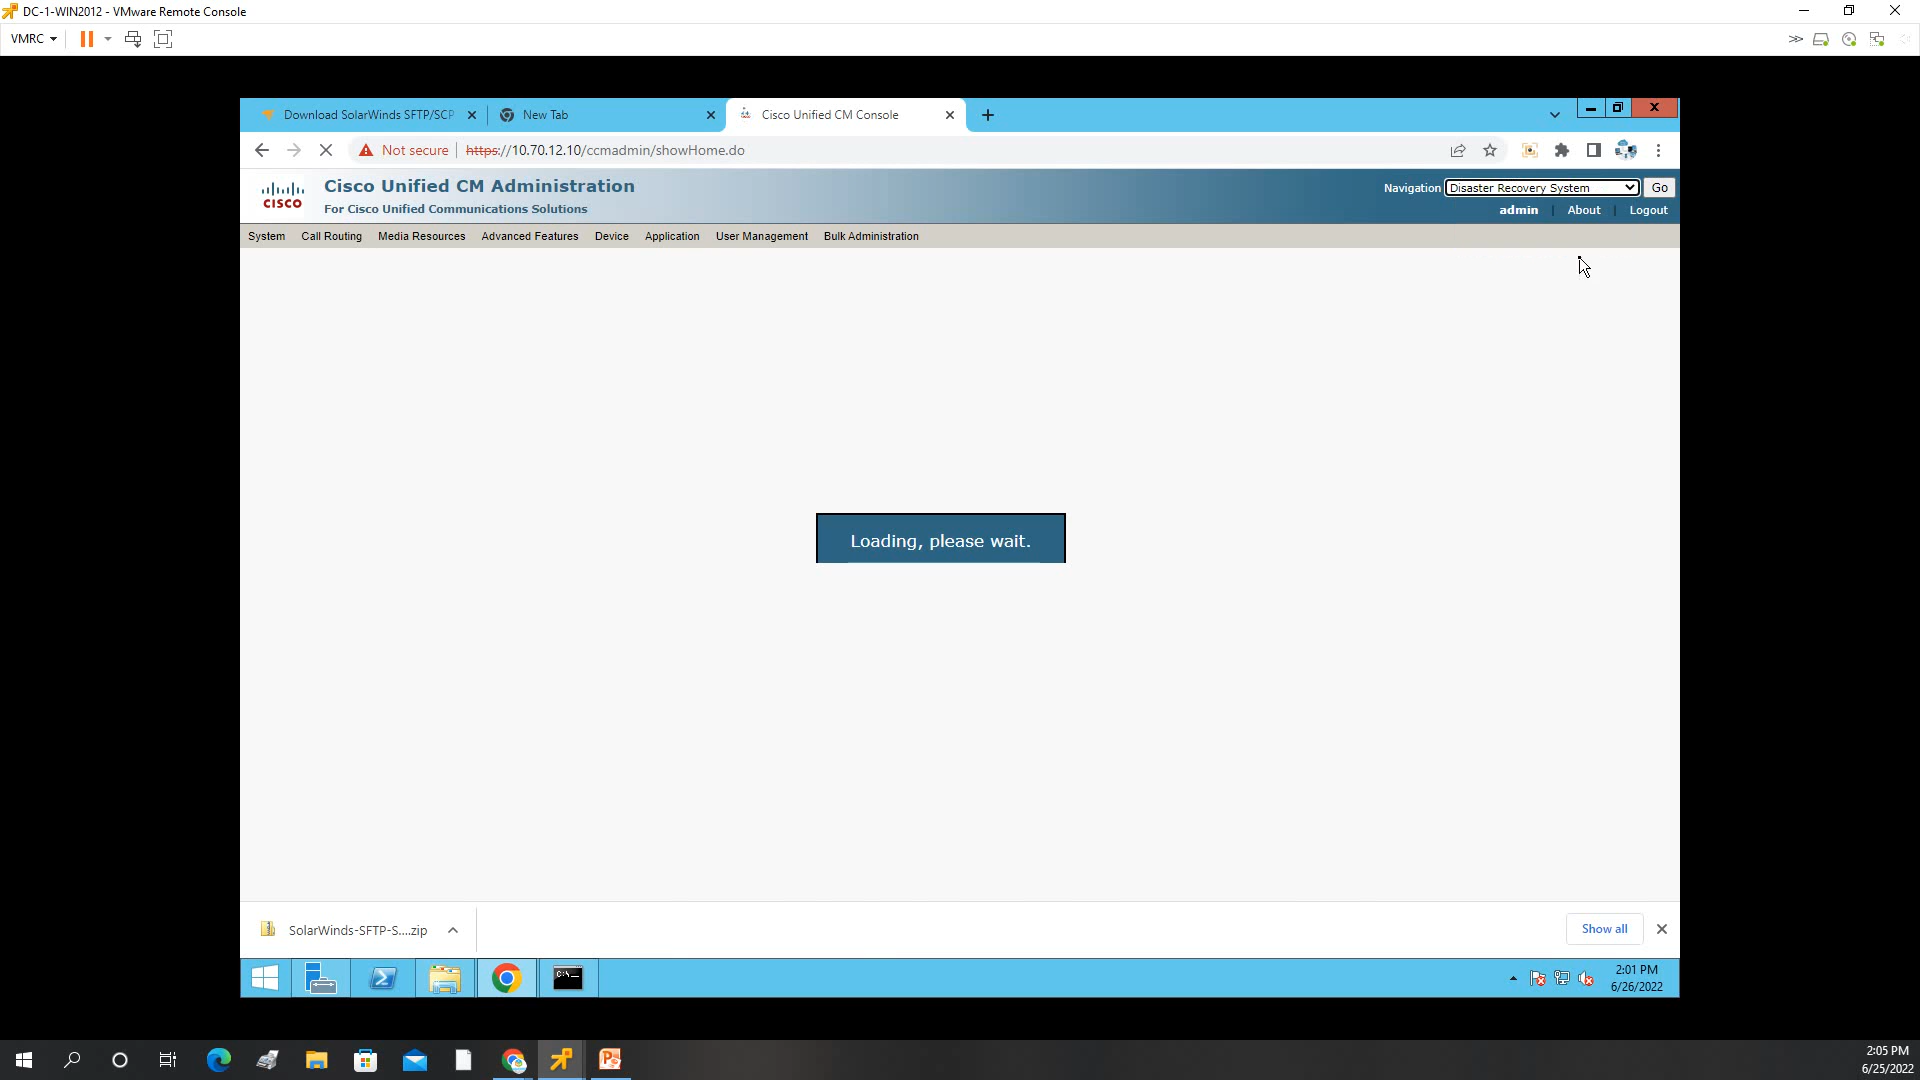 DC-1-WIN2012 - VMware Remote Console
VMRC
Download SolarWinds SFTP/SCP
New Tab
Cisco Unified CM Console
Not secure
https://10.70.12.10/ccmadmin/showHome.do
CISCO
Cisco Unified CM Administration
For Cisco Unified Communications Solutions
Navigation Disaster Recovery System Go
admin | About | Logout
System Call Routing Media Resources Advanced Features Device Application User Management Bulk Administration
Loading, please wait.
SolarWinds-SFTP-S....zip
Show all
C:\_
2:01 PM
6/26/2022
2:05 PM
6/25/2022